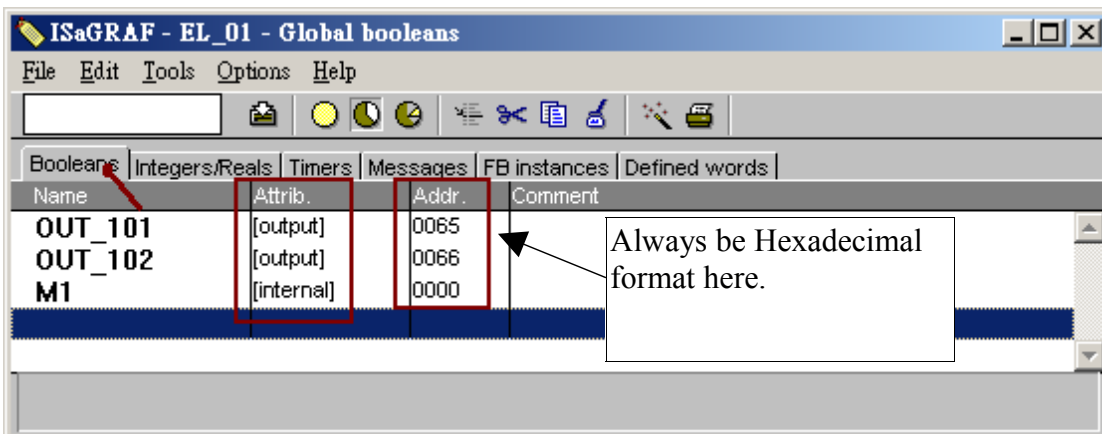 ISaGRAF - EL_01 - Global booleans
File Edit Tools Options Help
Booleans Integers/Reals Timers Messages FB instances Defined words
Name Attrib. Addr. Comment
OUT_101 [output] 0065
OUT_102 [output] 0066
M1 [internal] 0000
Always be Hexadecimal
format here.